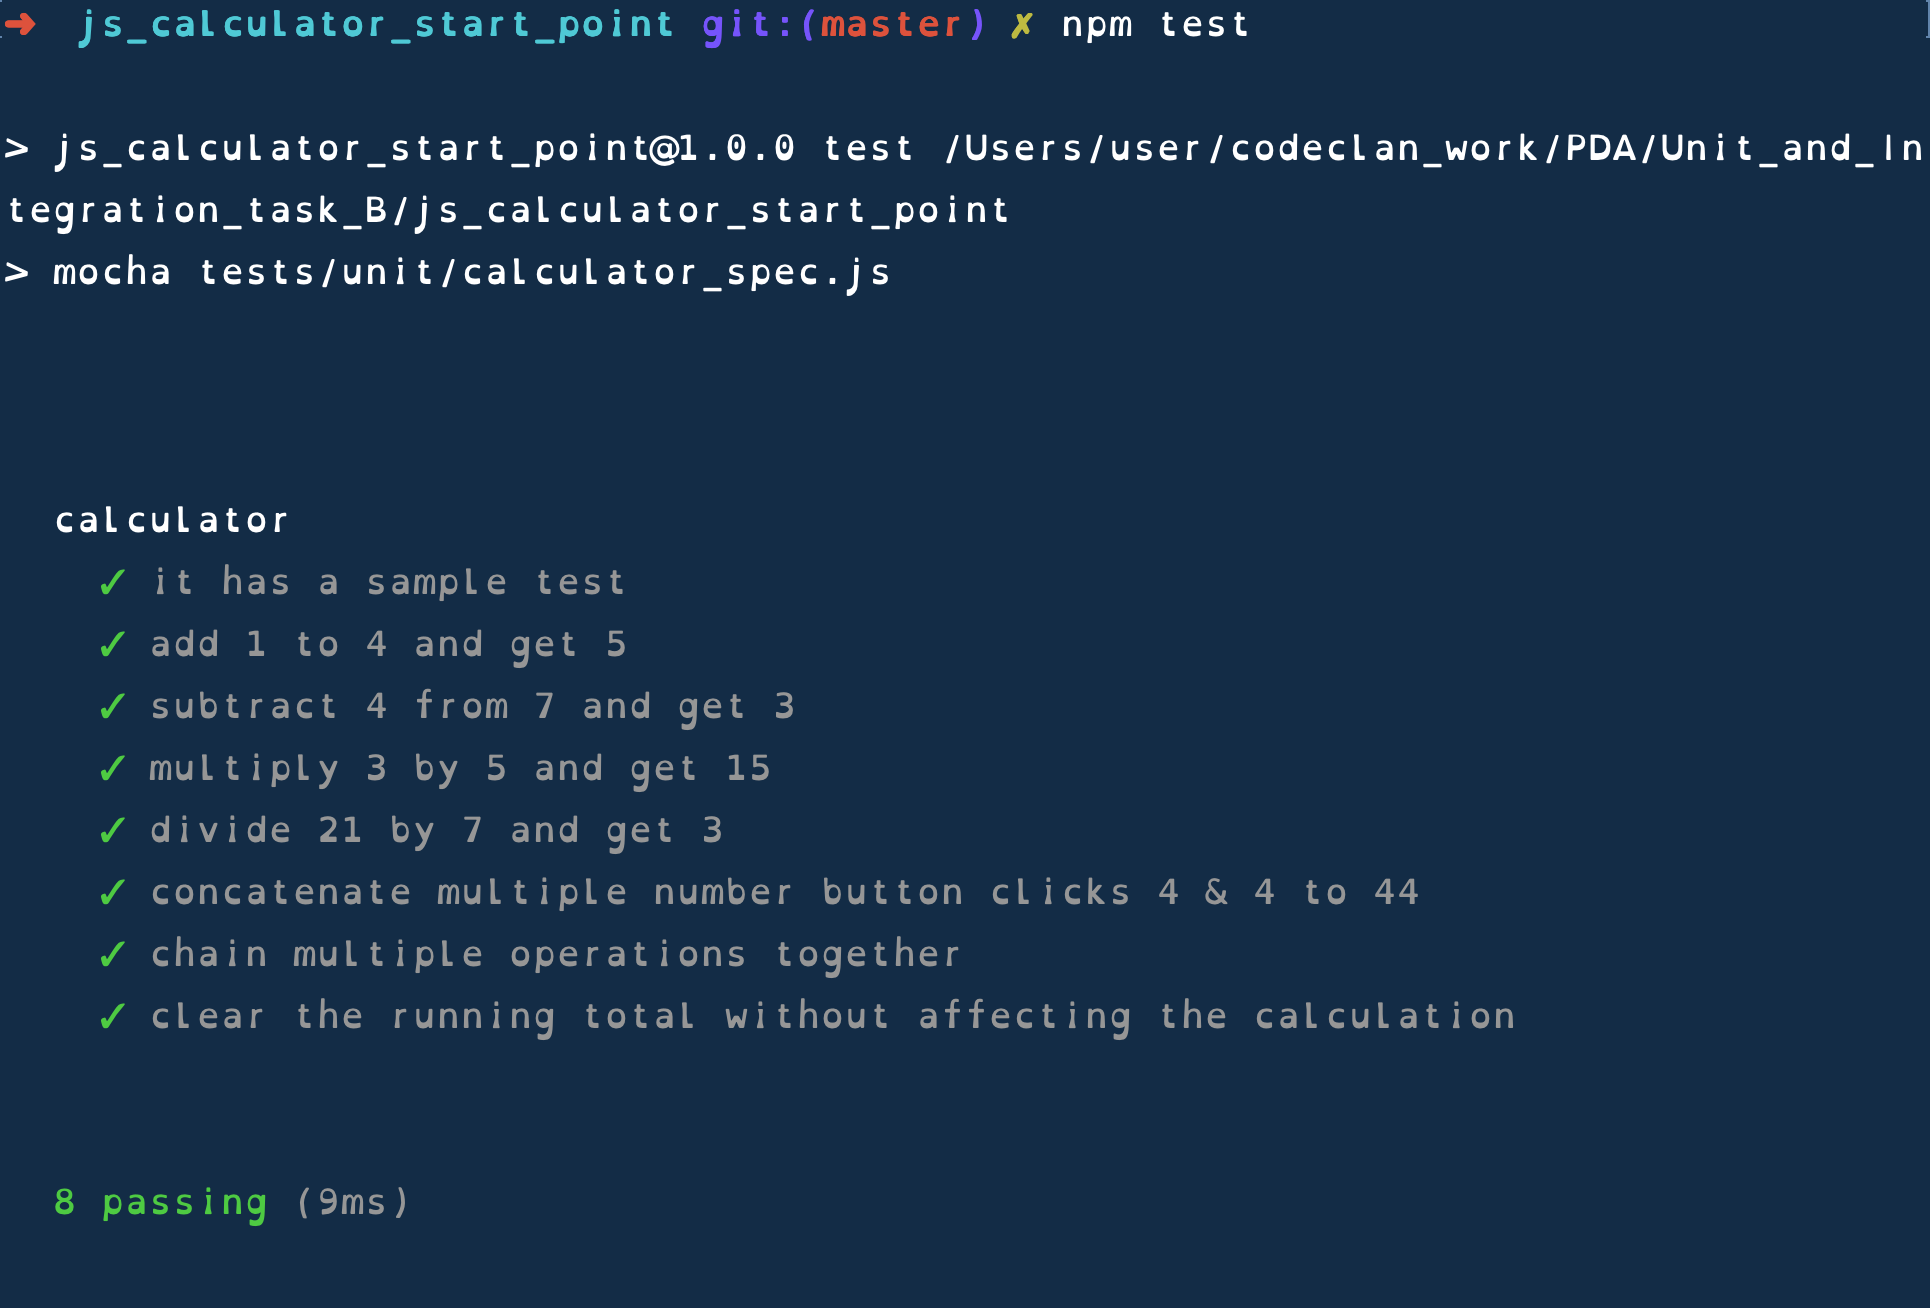 ➜ js_calculator_start_point git:(master) ✗ npm test
> js_calculator_start_point@1.0.0 test /Users/user/codeclan_work/PDA/Unit_and_In
tegration_task_B/js_calculator_start_point
> mocha tests/unit/calculator_spec.js
calculator
✓ it has a sample test
✓ add 1 to 4 and get 5
✓ subtract 4 from 7 and get 3
✓ multiply 3 by 5 and get 15
✓ divide 21 by 7 and get 3
✓ concatenate multiple number button clicks 4 & 4 to 44
✓ chain multiple operations together
✓ clear the running total without affecting the calculation
8 passing (9ms)